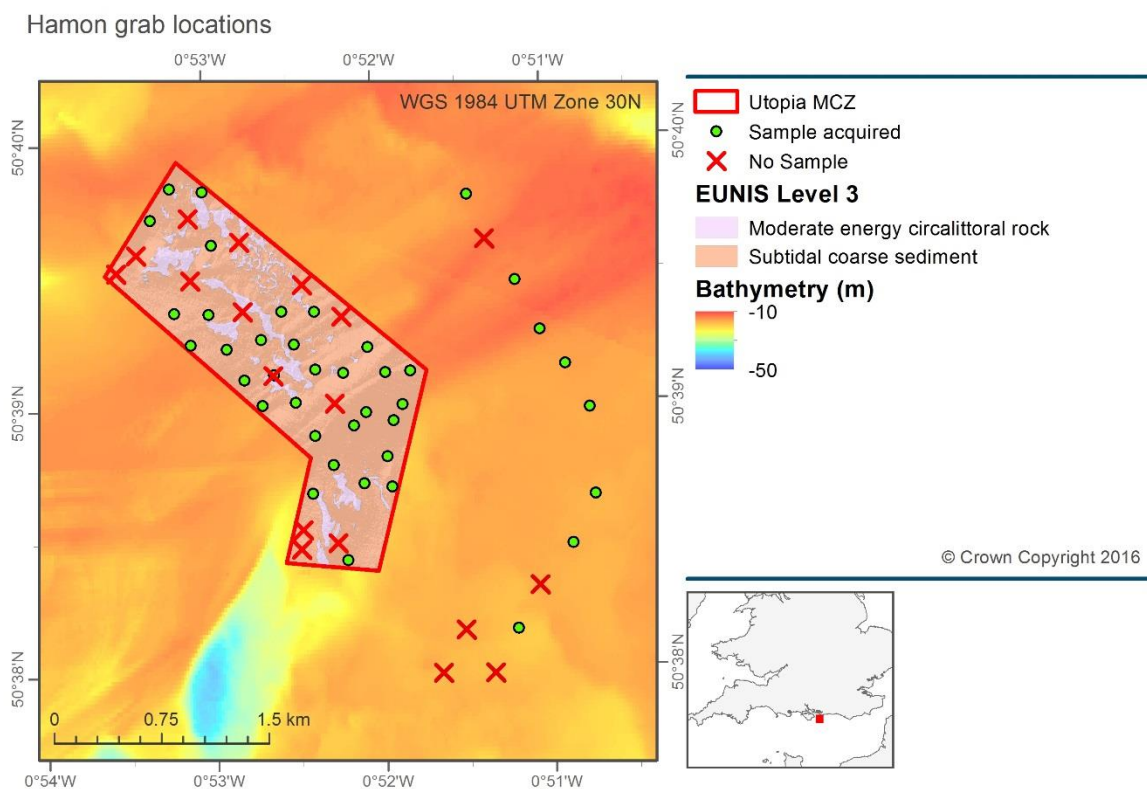 Hamon grab locations
0°53'W 0°52'W 0°51'W
WGS 1984 UTM Zone 30N
50°40'N
50°39'N
50°38'N
50°40'N
50°39'N
50°38'N
0 0.75 1.5 km
0°54'W 0°53'W 0°52'W 0°51'W
Utopia MCZ
Sample acquired
No Sample
EUNIS Level 3
Moderate energy circalittoral rock
Subtidal coarse sediment
Bathymetry (m)
-10
-50
© Crown Copyright 2016